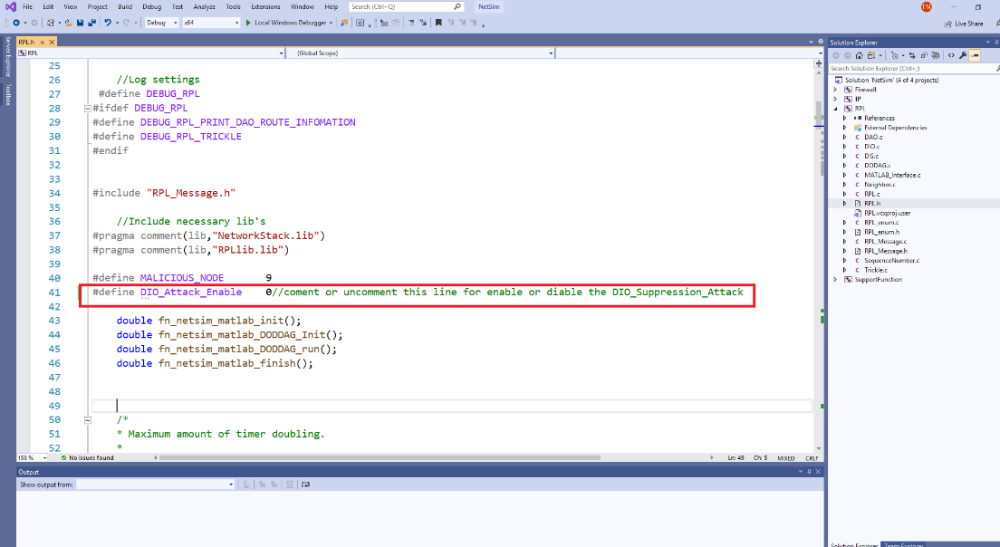 File Edit View Project Build Debug Test Analyze Tools Extensions Window Help Search (Ctrl+Q) NetSim TN
Debug x64 Local Windows Debugger Live Share
Server Explorer
Toolbox
RPL.h
RPL (Global Scope)
25
26 //Log settings
27 #define DEBUG_RPL
28 #ifdef DEBUG_RPL
29 #define DEBUG_RPL_PRINT_DAO_ROUTE_INFOMATION
30 #define DEBUG_RPL_TRICKLE
31 #endif
32
33
34 #include "RPL_Message.h"
35
36 //Include necessary lib's
37 #pragma comment(lib,"NetworkStack.lib")
38 #pragma comment(lib,"RPLlib.lib")
39
40 #define MALICIOUS_NODE 9
41 #define DIO_Attack_Enable 0//coment or uncomment this line for enable or diable the DIO_Suppression_Attack
42
43 double fn_netsim_matlab_init();
44 double fn_netsim_matlab_DODDAG_Init();
45 double fn_netsim_matlab_DODDAG_run();
46 double fn_netsim_matlab_finish();
47
48
49
50 /*
51 * Maximum amount of timer doubling.
52 *
158 % No issues found Ln: 49 Ch: 5 MIXED CRLF
Output
Show output from:
Solution Explorer
Search Solution Explorer (Ctrl+;)
Solution 'NetSim' (4 of 4 projects)
Firewall
IP
RPL
References
External Dependencies
DAO.c
DIO.c
DIS.c
DODAG.c
MATLAB_Interface.c
Neighbor.c
RPL.c
RPL.h
RPL.vcxproj.user
RPL_enum.c
RPL_enum.h
RPL_Message.c
RPL_Message.h
SequenceNumber.c
Trickle.c
SupportFunction
Solution Explorer Team Explorer